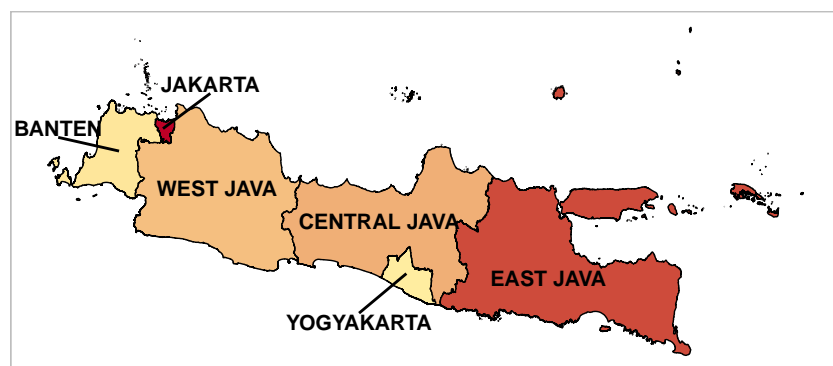 JAKARTA
BANTEN
WEST JAVA
CENTRAL JAVA
EAST JAVA
YOGYAKARTA